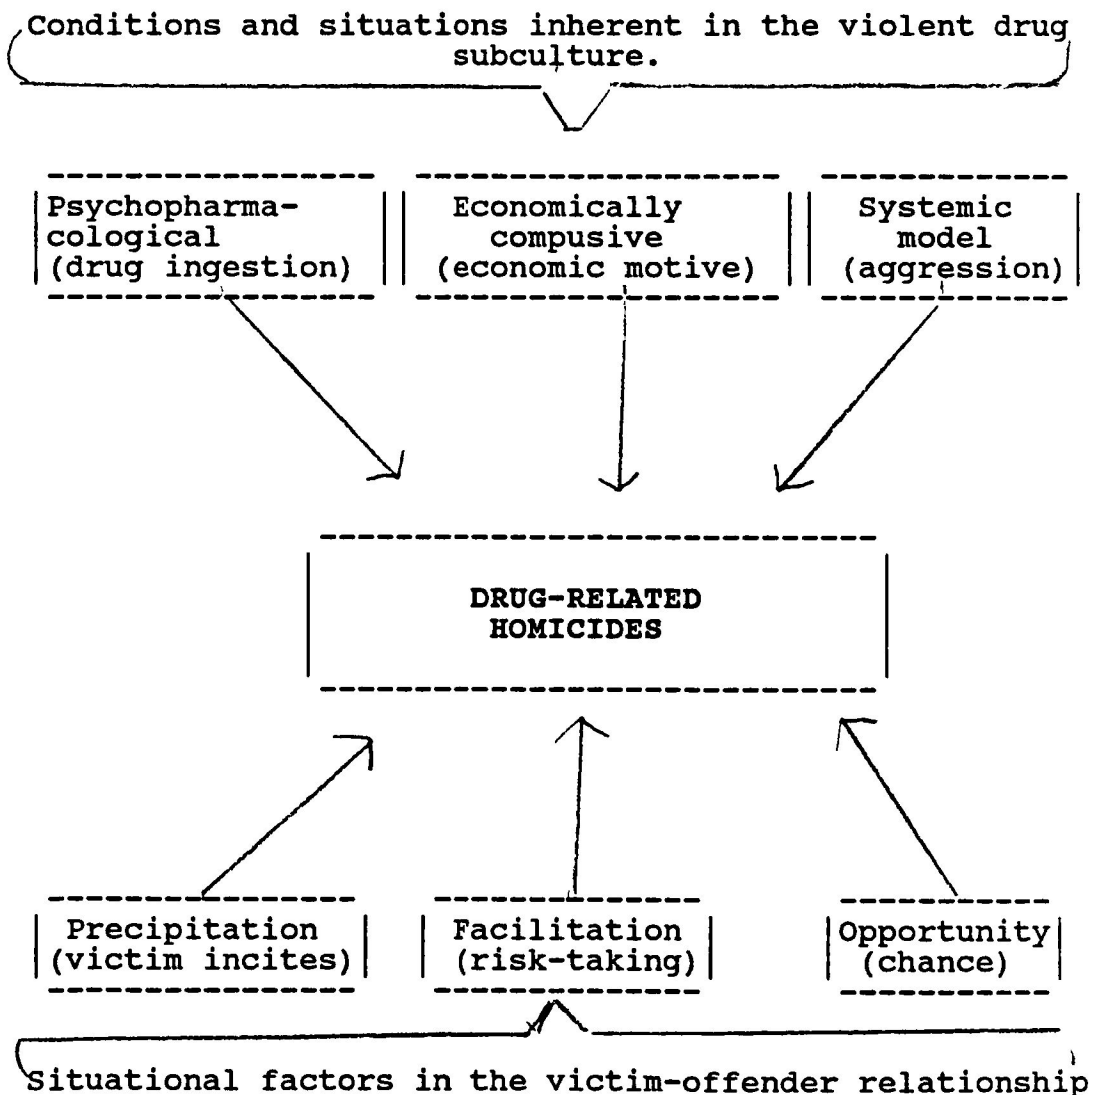 Conditions and situations inherent in the violent drug
subculture.
Psychopharma-
cological
(drug ingestion)
Economically
compusive
(economic motive)
Systemic
model
(aggression)
DRUG-RELATED
HOMICIDES
Precipitation
(victim incites)
Facilitation
(risk-taking)
Opportunity
(chance)
Situational factors in the victim-offender relationship